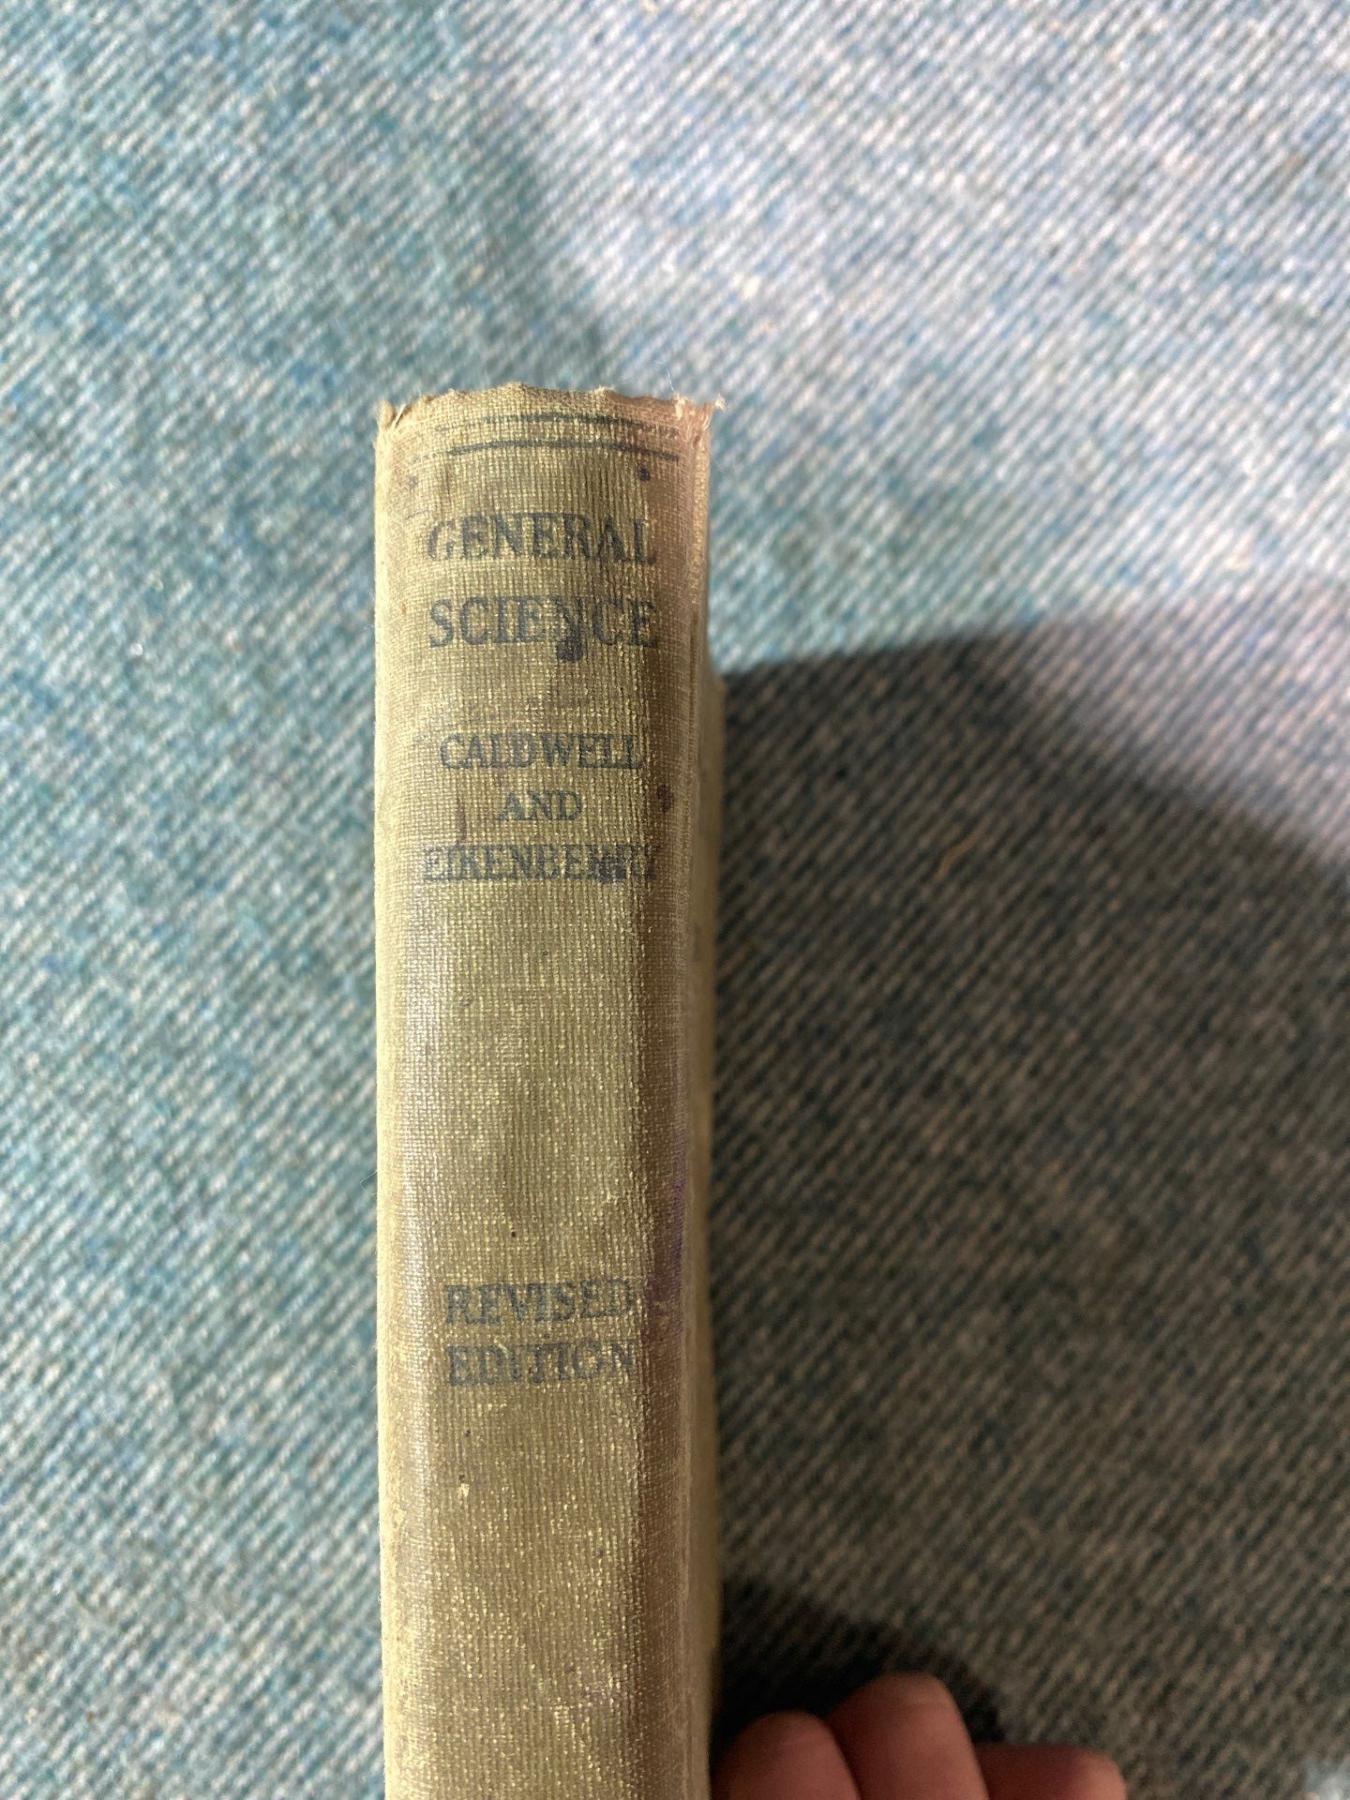 GENERAL
SCIENCE
CALDWELL
AND
EIKENBERRY
REVISED
EDITION